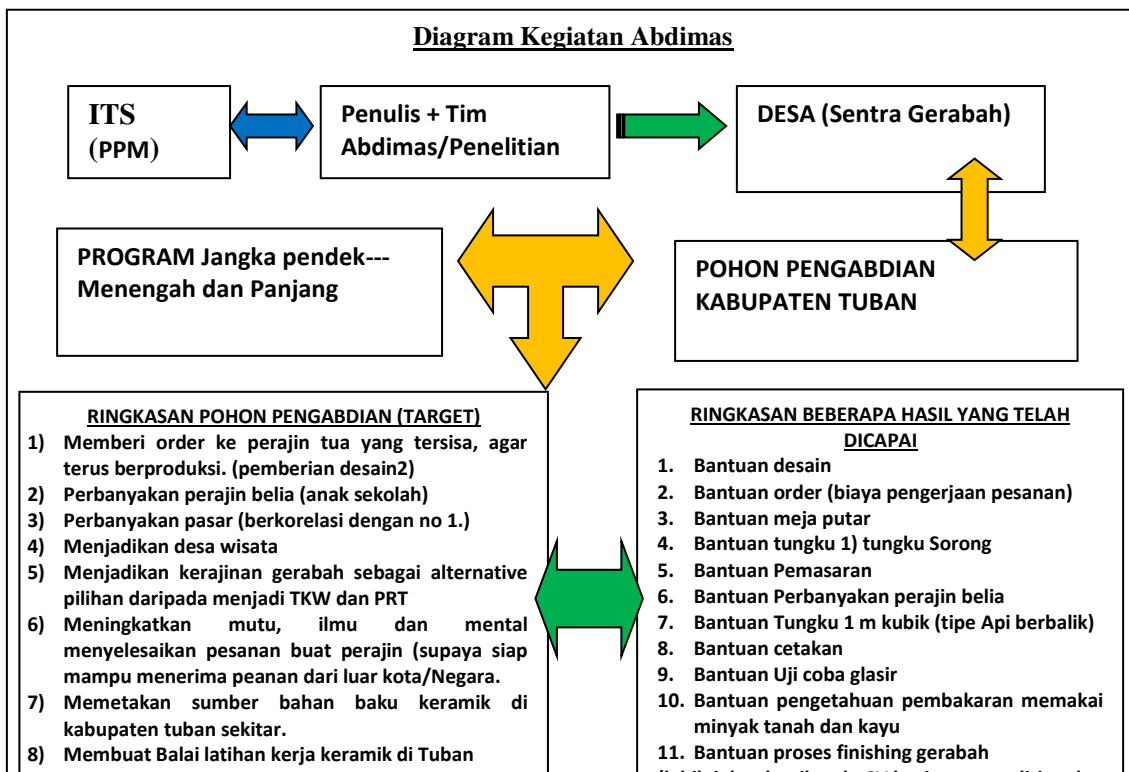 Diagram Kegiatan Abdimas
ITS
(PPM)
Penulis + Tim
Abdimas/Penelitian
DESA (Sentra Gerabah)
PROGRAM Jangka pendek---
Menengah dan Panjang
POHON PENGABDIAN
KABUPATEN TUBAN
RINGKASAN POHON PENGABDIAN (TARGET)
1) Memberi order ke perajin tua yang tersisa, agar
terus berproduksi. (pemberian desain2)
2) Perbanyakan perajin belia (anak sekolah)
3) Perbanyakan pasar (berkorelasi dengan no 1.)
4) Menjadikan desa wisata
5) Menjadikan kerajinan gerabah sebagai alternative
pilihan daripada menjadi TKW dan PRT
6) Meningkatkan mutu, ilmu dan mental
menyelesaikan pesanan buat perajin (supaya siap
mampu menerima peanan dari luar kota/Negara.
7) Memetakan sumber bahan baku keramik di
kabupaten tuban sekitar.
8) Membuat Balai latihan kerja keramik di Tuban
RINGKASAN BEBERAPA HASIL YANG TELAH
DICAPAI
1. Bantuan desain
2. Bantuan order (biaya pengerjaan pesanan)
3. Bantuan meja putar
4. Bantuan tungku 1) tungku Sorong
5. Bantuan Pemasaran
6. Bantuan Perbanyakan perajin belia
7. Bantuan Tungku 1 m kubik (tipe Api berbalik)
8. Bantuan cetakan
9. Bantuan Uji coba glasir
10. Bantuan pengetahuan pembakaran memakai
minyak tanah dan kayu
11. Bantuan proses finishing gerabah